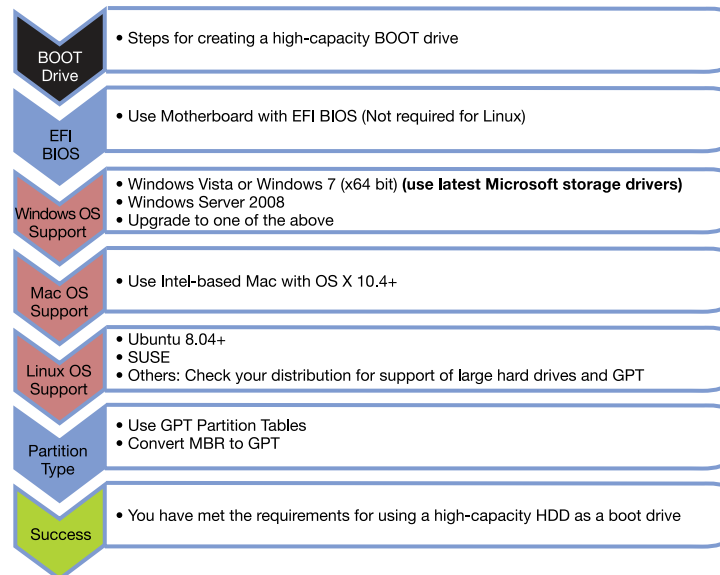 BOOT
Drive
• Steps for creating a high-capacity BOOT drive
EFI
BIOS
• Use Motherboard with EFI BIOS (Not required for Linux)
Windows OS
Support
• Windows Vista or Windows 7 (x64 bit) (use latest Microsoft storage drivers)
• Windows Server 2008
• Upgrade to one of the above
Mac OS
Support
• Use Intel-based Mac with OS X 10.4+
Linux OS
Support
• Ubuntu 8.04+
• SUSE
• Others: Check your distribution for support of large hard drives and GPT
Partition
Type
• Use GPT Partition Tables
• Convert MBR to GPT
Success
• You have met the requirements for using a high-capacity HDD as a boot drive